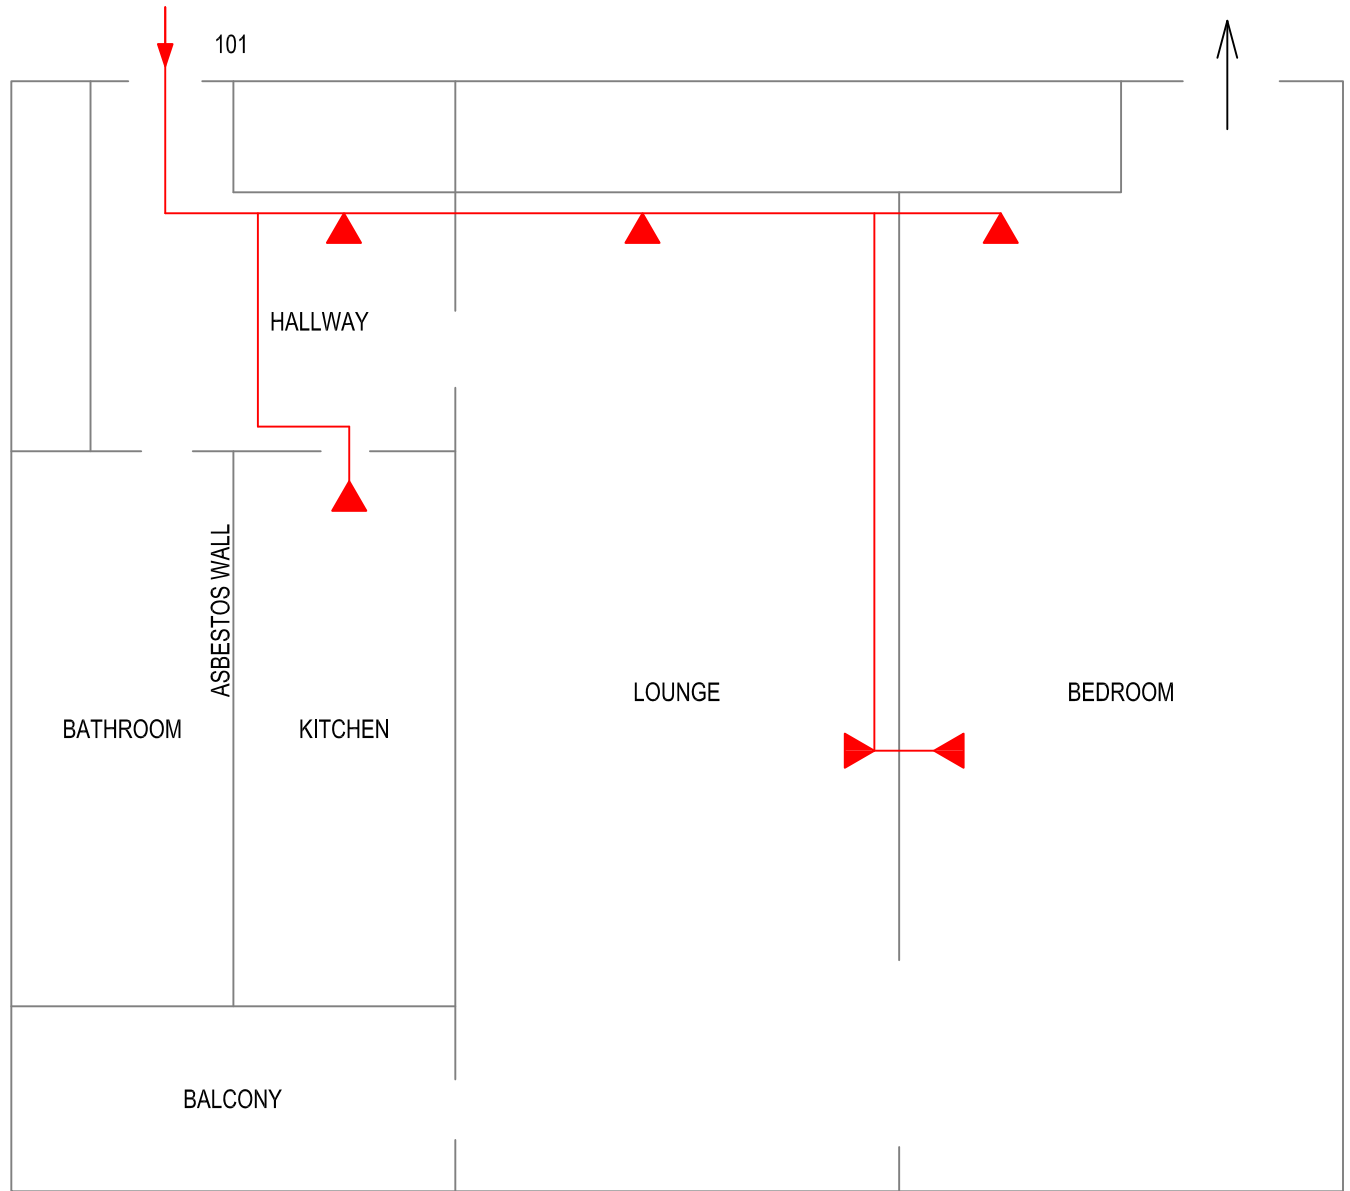 101
HALLWAY
ASBESTOS WALL
LOUNGE
BEDROOM
BATHROOM
KITCHEN
BALCONY